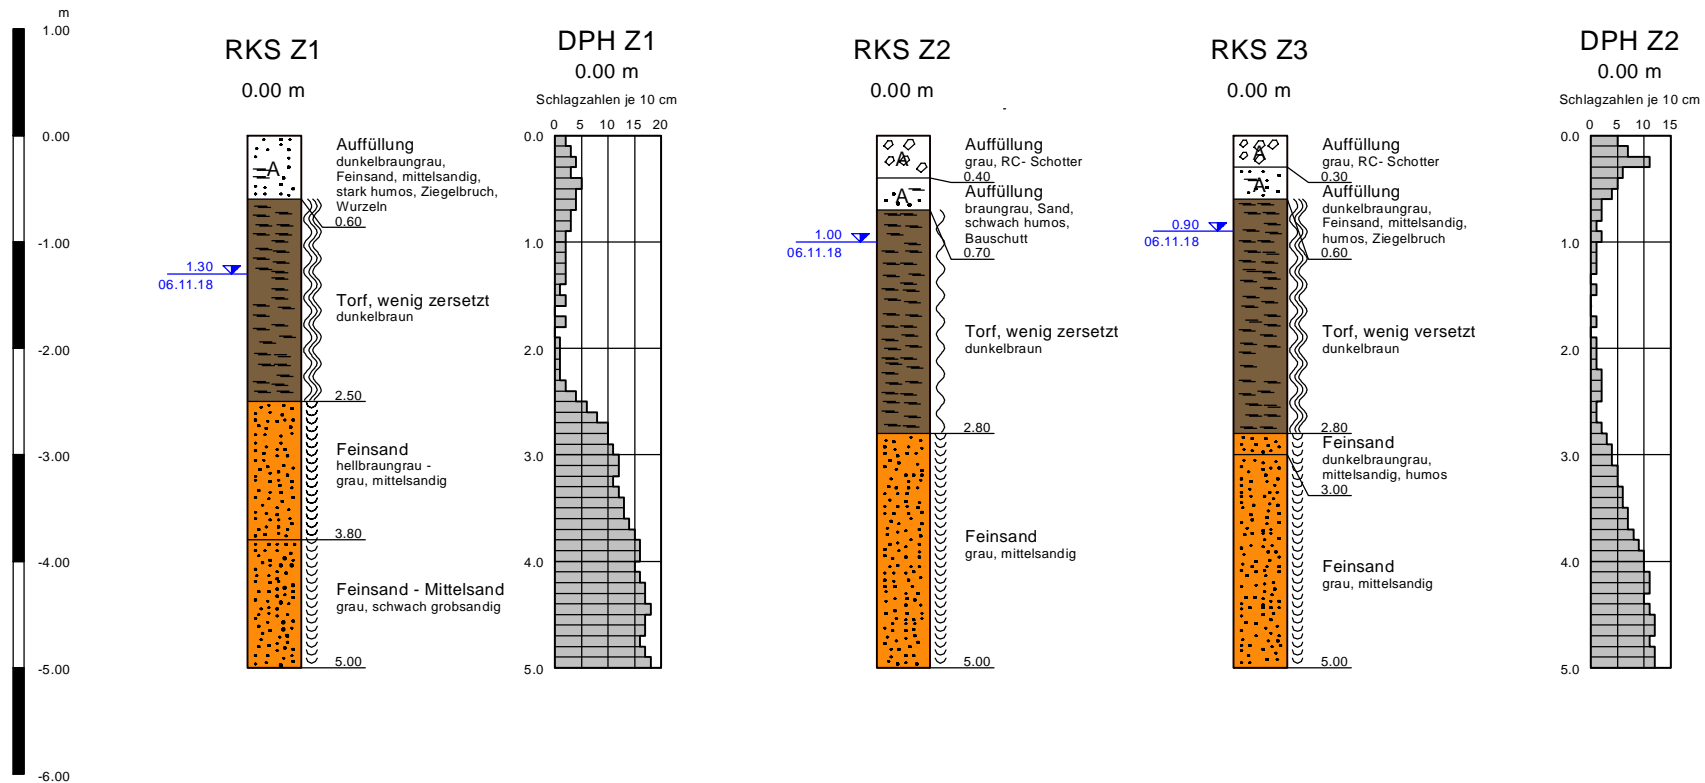 m
1.00
0.00
-1.00
-2.00
-3.00
-4.00
-5.00
-6.00
RKS Z1
0.00 m
A
Auffüllung
dunkelbraungrau,
Feinsand, mittelsandig,
stark humos, Ziegelbruch,
Wurzeln
0.60
1.30
06.11.18
Torf, wenig zersetzt
dunkelbraun
2.50
Feinsand
hellbraungrau -
grau, mittelsandig
3.80
Feinsand - Mittelsand
grau, schwach grobsandig
5.00
DPH Z1
0.00 m
Schlagzahlen je 10 cm
0 5 10 15 20
0.0
1.0
2.0
3.0
4.0
5.0
RKS Z2
0.00 m
A
Auffüllung
grau, RC- Schotter
0.40
A
Auffüllung
braungrau, Sand,
schwach humos,
Bauschutt
0.70
1.00
06.11.18
Torf, wenig zersetzt
dunkelbraun
2.80
Feinsand
grau, mittelsandig
5.00
RKS Z3
0.00 m
A
Auffüllung
grau, RC- Schotter
0.30
A
Auffüllung
dunkelbraungrau,
Feinsand, mittelsandig,
humos, Ziegelbruch
0.60
0.90
06.11.18
Torf, wenig versetzt
dunkelbraun
2.80
Feinsand
dunkelbraungrau,
mittelsandig, humos
3.00
Feinsand
grau, mittelsandig
5.00
DPH Z2
0.00 m
Schlagzahlen je 10 cm
0 5 10 15
0.0
1.0
2.0
3.0
4.0
5.0